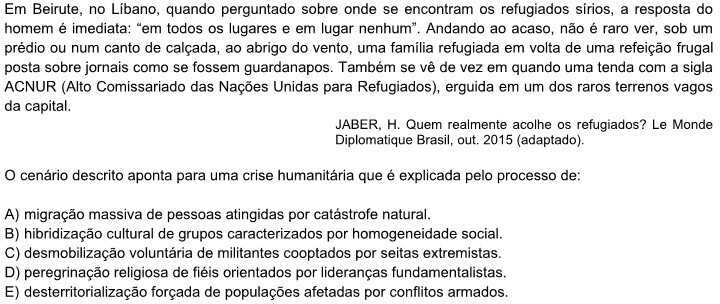 Em Beirute, no Líbano, quando perguntado sobre onde se encontram os refugiados sírios, a resposta do
homem é imediata: “em todos os lugares e em lugar nenhum”. Andando ao acaso, não é raro ver, sob um
prédio ou num canto de calçada, ao abrigo do vento, uma família refugiada em volta de uma refeição frugal
posta sobre jornais como se fossem guardanapos. Também se vê de vez em quando uma tenda com a sigla
ACNUR (Alto Comissariado das Nações Unidas para Refugiados), erguida em um dos raros terrenos vagos
da capital.
JABER, H. Quem realmente acolhe os refugiados? Le Monde
Diplomatique Brasil, out. 2015 (adaptado).
O cenário descrito aponta para uma crise humanitária que é explicada pelo processo de:
A) migração massiva de pessoas atingidas por catástrofe natural.
B) hibridização cultural de grupos caracterizados por homogeneidade social.
C) desmobilização voluntária de militantes cooptados por seitas extremistas.
D) peregrinação religiosa de fiéis orientados por lideranças fundamentalistas.
E) desterritorialização forçada de populações afetadas por conflitos armados.